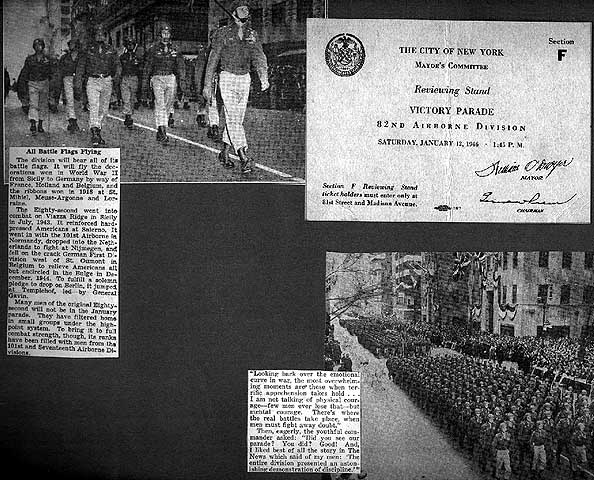 All Battle Flags Flying
The division will bear all of its
battle flags. It will fly the dec-
orations won in World War II
from Sicily to Germany by way of
France, Holland and Belgium, and
the ribbons won in 1918 at St.
Mihiel, Meuse-Argonne and Lor-
raine.
The Eighty-second went into
combat on Viazza Ridge in Sicily
in July, 1943. It reinforced hard-
pressed Americans at Salerno. It
went in with the 101st Airborne in
Normandy, dropped into the Neth-
erlands to fight at Nijmegen, and
fell on the crack German First Di-
vision west of St. Oumont in
Belgium to relieve Americans all
but encircled in the Bulge in De-
cember, 1944. To fulfill a solemn
pledge to drop on Berlin, it jumped
at Templehof, led by General
Gavin.
Many men of the original Eighty-
second will not be in the January
parade. They have filtered home
in small groups under the high-
point system. To bring it to full
combat strength, though, its ranks
have been filled with men from the
101st and Seventeenth Airborne Di-
visions.
Section
F
THE CITY OF NEW YORK
MAYOR'S COMMITTEE
Reviewing Stand
VICTORY PARADE
82ND AIRBORNE DIVISION
SATURDAY, JANUARY 12, 1946 · 1:45 P. M.
William O'Dwyer
MAYOR
CHAIRMAN
Section F Reviewing Stand
ticket holders must enter only at
81st Street and Madison Avenue.
"Looking back over the emotional
curve in war, the most overwhelm-
ing moments are those when ter-
rific apprehension takes hold . . .
I am not talking of physical cour-
age—few men ever lose that—but
mental courage. There's where
the real battles take place, when
men must fight away doubt."
Then, eagerly, the youthful com-
mander asked: "Did you see our
parade? You did? Good! And,
I liked best of all the story in The
News which said of my men: 'The
entire division presented an aston-
ishing demonstration of discipline.'"